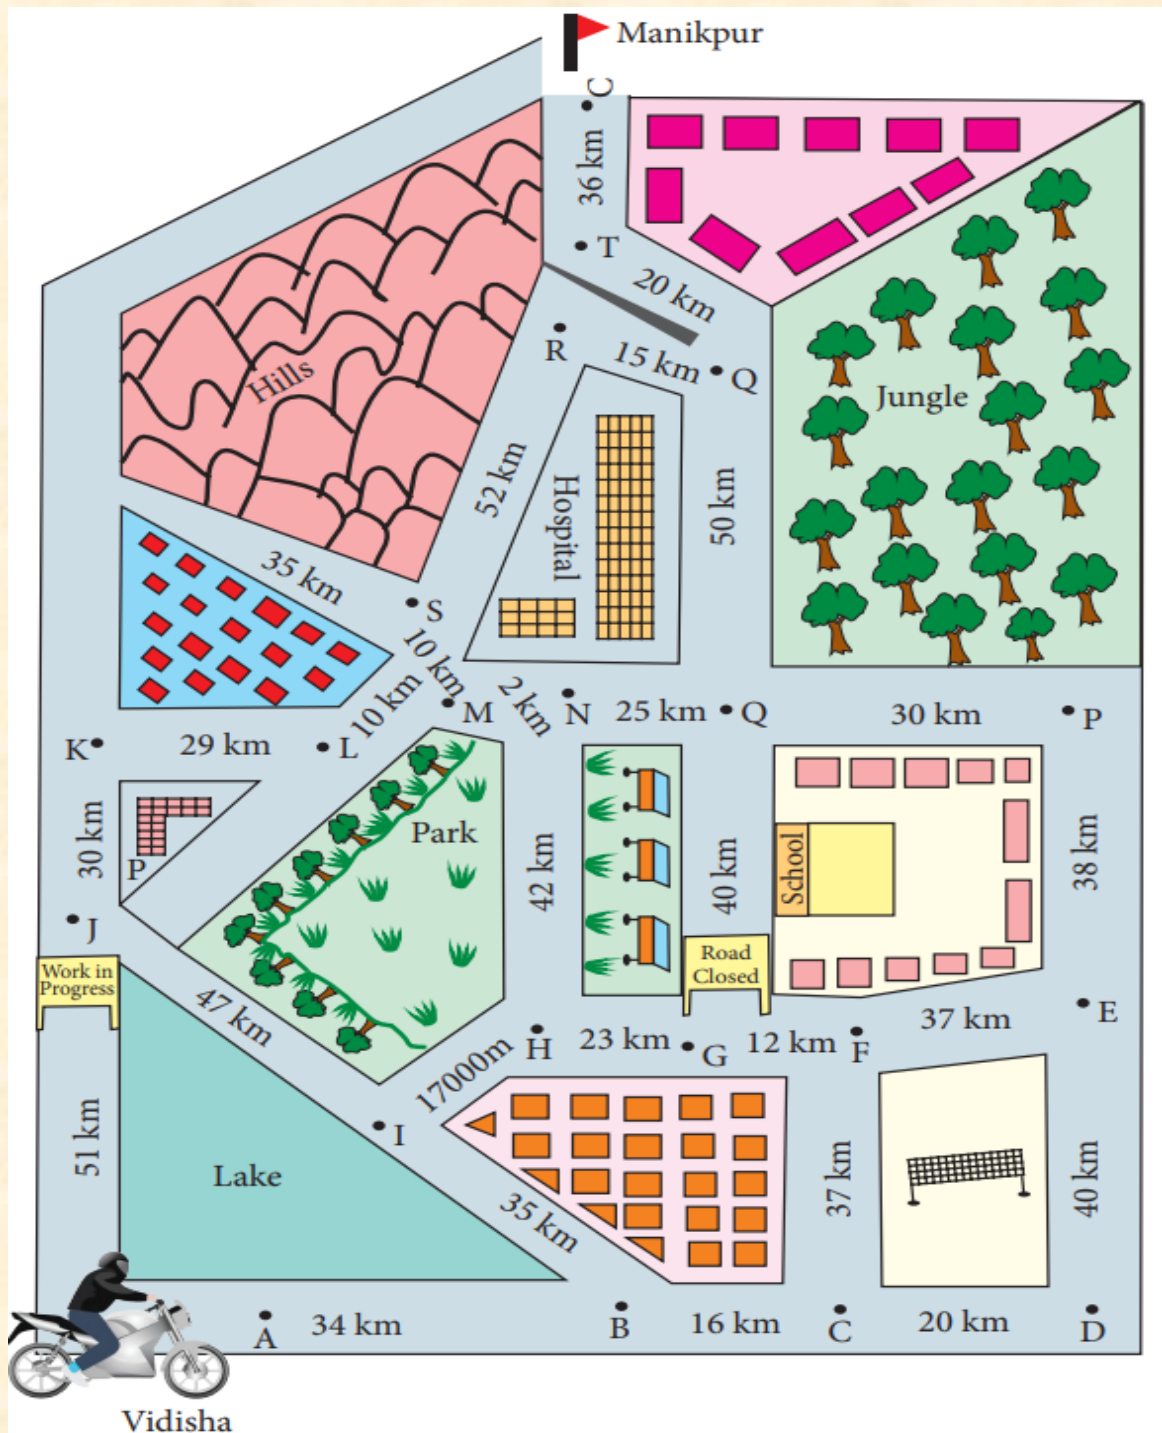 Manikpur
C
36 km
T
20 km
R
15 km
Q
Hills
Jungle
52 km
Hospital
50 km
35 km
S
10 km
10 km
M
2 km
N
25 km
Q
30 km
P
K
29 km
L
30 km
P
Park
42 km
40 km
School
38 km
J
Work in
Progress
Road
Closed
47 km
H
23 km
G
12 km
F
37 km
E
17000m
I
51 km
Lake
35 km
37 km
40 km
A
34 km
B
16 km
C
20 km
D
Vidisha